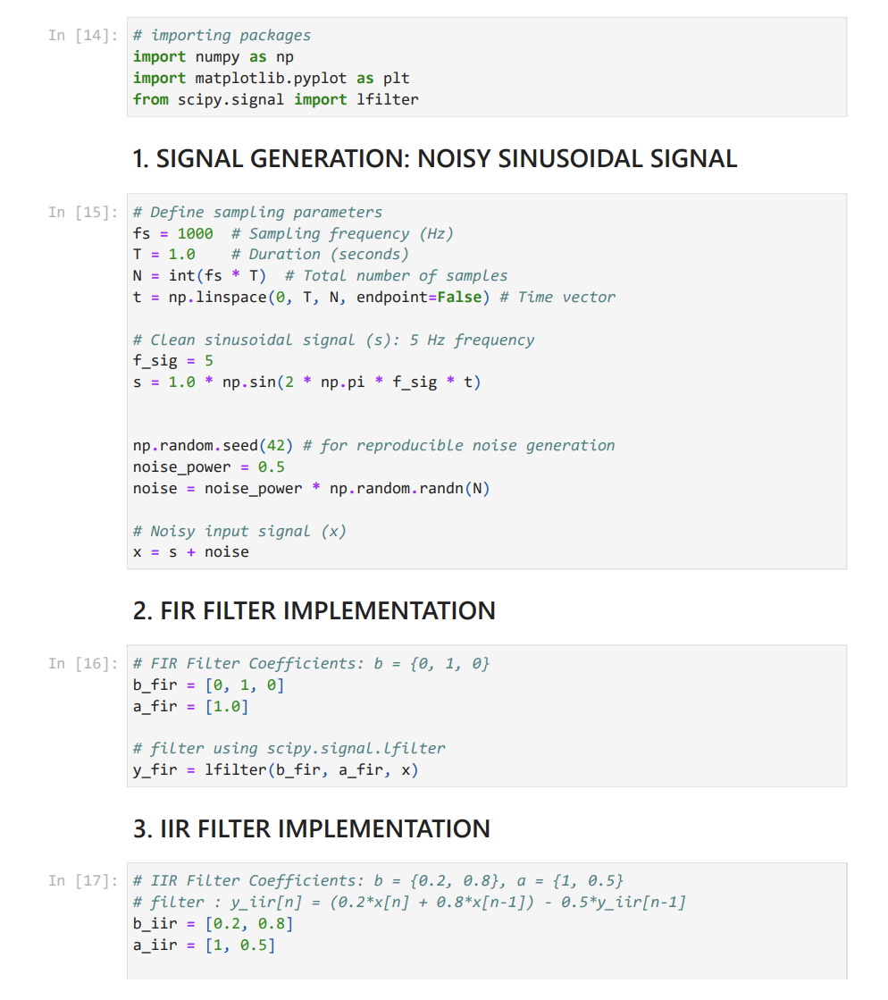 In [14]: # importing packages
import numpy as np
import matplotlib.pyplot as plt
from scipy.signal import lfilter
1. SIGNAL GENERATION: NOISY SINUSOIDAL SIGNAL
In [15]: # Define sampling parameters
fs = 1000  # Sampling frequency (Hz)
T = 1.0    # Duration (seconds)
N = int(fs * T)  # Total number of samples
t = np.linspace(0, T, N, endpoint=False) # Time vector
# Clean sinusoidal signal (s): 5 Hz frequency
f_sig = 5
s = 1.0 * np.sin(2 * np.pi * f_sig * t)
np.random.seed(42) # for reproducible noise generation
noise_power = 0.5
noise = noise_power * np.random.randn(N)
# Noisy input signal (x)
x = s + noise
2. FIR FILTER IMPLEMENTATION
In [16]: # FIR Filter Coefficients: b = {0, 1, 0}
b_fir = [0, 1, 0]
a_fir = [1.0]
# filter using scipy.signal.lfilter
y_fir = lfilter(b_fir, a_fir, x)
3. IIR FILTER IMPLEMENTATION
In [17]: # IIR Filter Coefficients: b = {0.2, 0.8}, a = {1, 0.5}
# filter : y_iir[n] = (0.2*x[n] + 0.8*x[n-1]) - 0.5*y_iir[n-1]
b_iir = [0.2, 0.8]
a_iir = [1, 0.5]